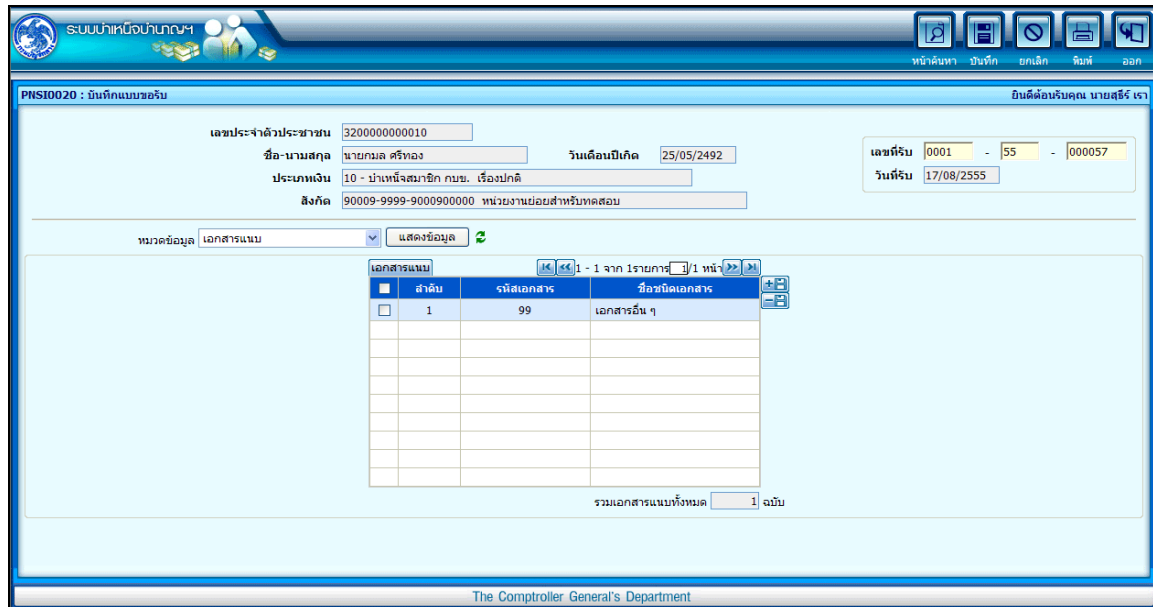 ระบบบำเหน็จบำนาญฯ
หน้าค้นหา บันทึก ยกเลิก พิมพ์ ออก
PNSI0020 : บันทึกแบบขอรับ ยินดีต้อนรับคุณ นายสุธีร์ เรา
เลขประจำตัวประชาชน 3200000000010
ชื่อ-นามสกุล นายกมล ศรีทอง วันเดือนปีเกิด 25/05/2492 เลขที่รับ 0001 - 55 - 000057
ประเภทเงิน 10 - บำเหน็จสมาชิก กบข. เรื่องปกติ วันที่รับ 17/08/2555
สังกัด 90009-9999-9000900000 หน่วยงานย่อยสำหรับทดสอบ
หมวดข้อมูล เอกสารแนบ แสดงข้อมูล
เอกสารแนบ 1 - 1 จาก 1รายการ 1/1 หน้า
ลำดับ รหัสเอกสาร ชื่อชนิดเอกสาร
1 99 เอกสารอื่น ๆ
รวมเอกสารแนบทั้งหมด 1 ฉบับ
The Comptroller General's Department